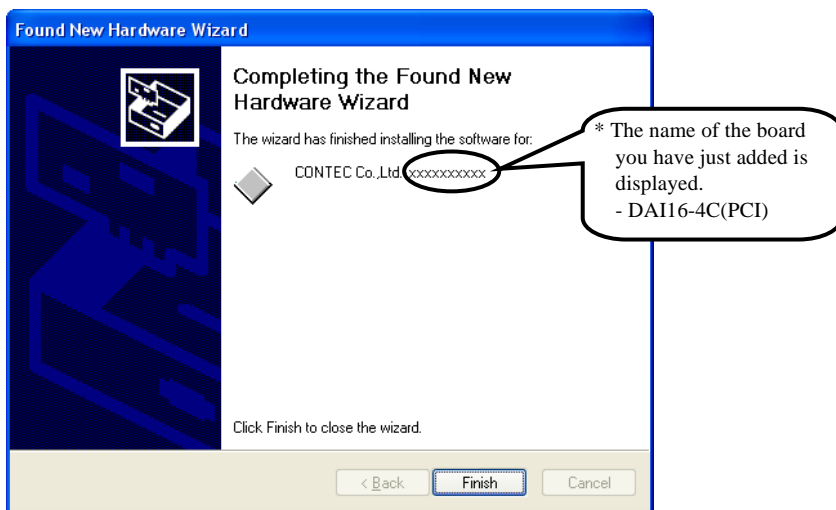 Found New Hardware Wizard
Completing the Found New
Hardware Wizard
The wizard has finished installing the software for:
CONTEC Co.,Ltd. xxxxxxxxxx
* The name of the board
you have just added is
displayed.
- DAI16-4C(PCI)
Click Finish to close the wizard.
< Back
Finish
Cancel